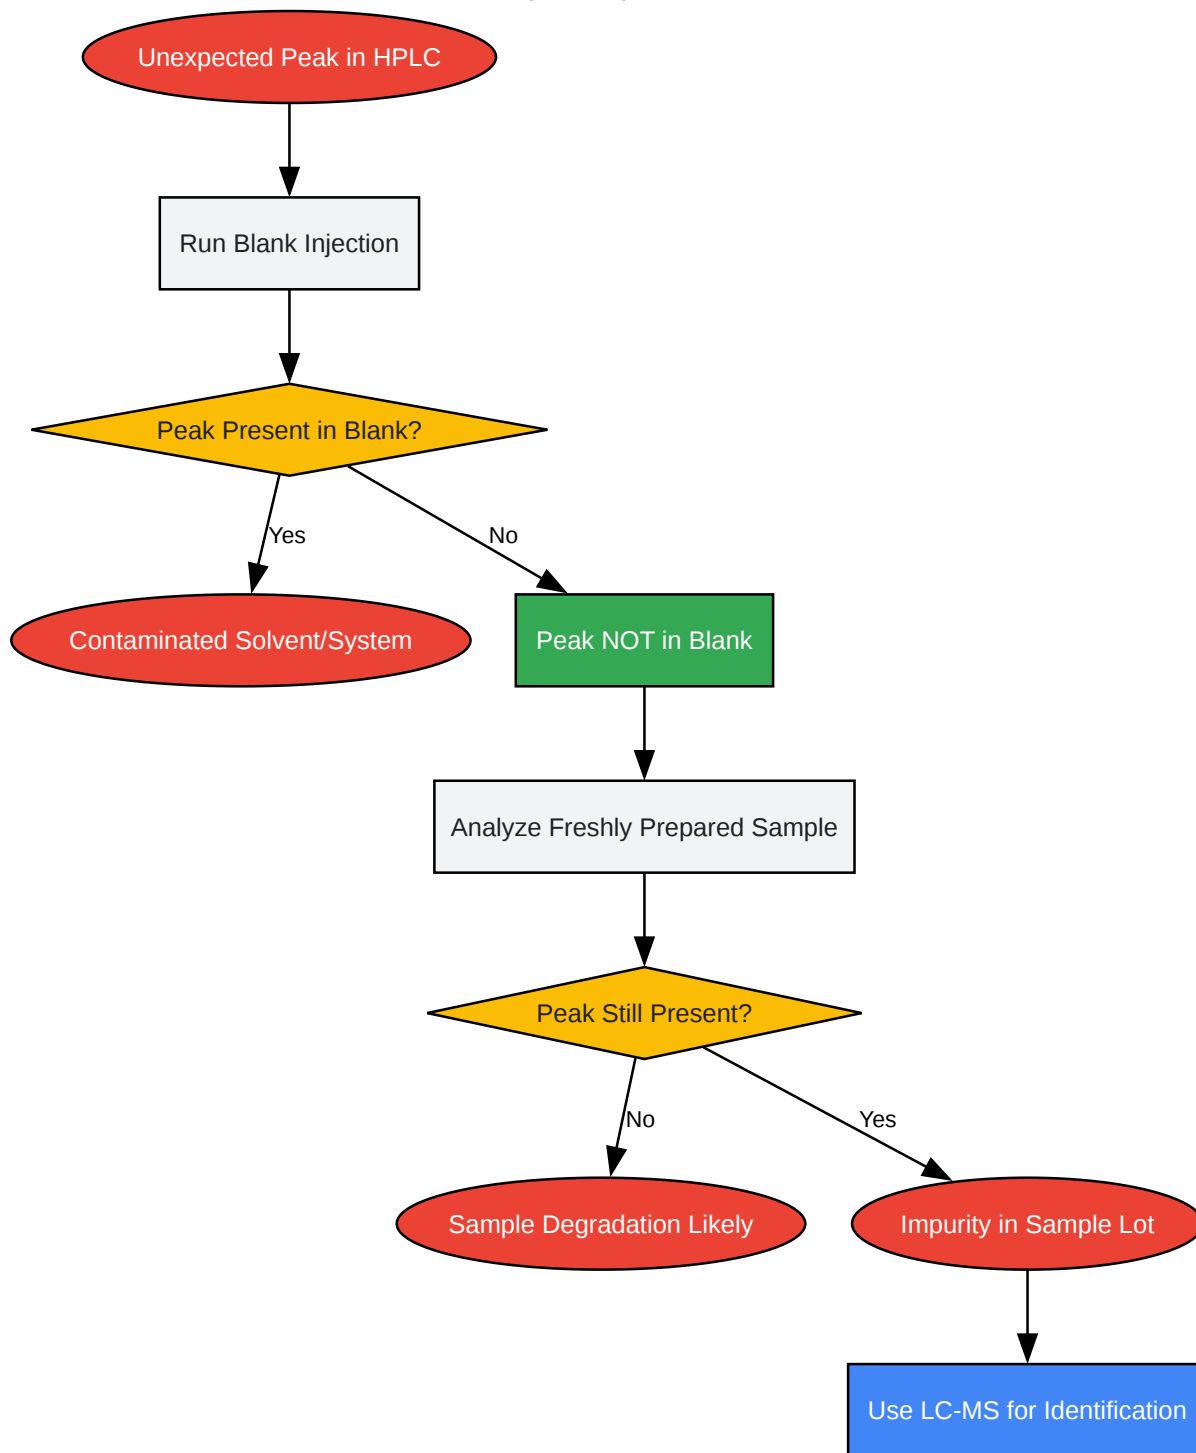 Unexpected Peak in HPLC
Run Blank Injection
Peak Present in Blank?
Yes
No
Contaminated Solvent/System
Peak NOT in Blank
Analyze Freshly Prepared Sample
Peak Still Present?
No
Yes
Sample Degradation Likely
Impurity in Sample Lot
Use LC-MS for Identification